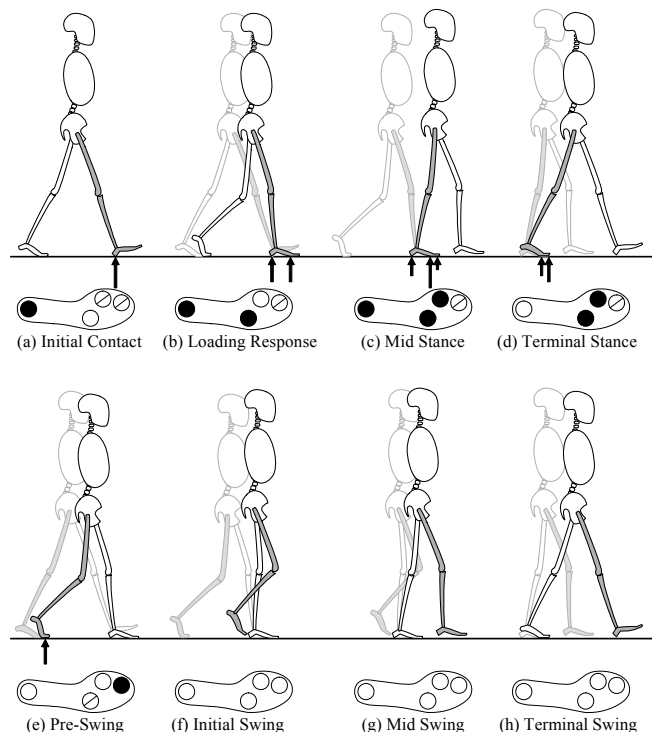 (a) Initial Contact
(b) Loading Response
(c) Mid Stance
(d) Terminal Stance
(e) Pre-Swing
(f) Initial Swing
(g) Mid Swing
(h) Terminal Swing